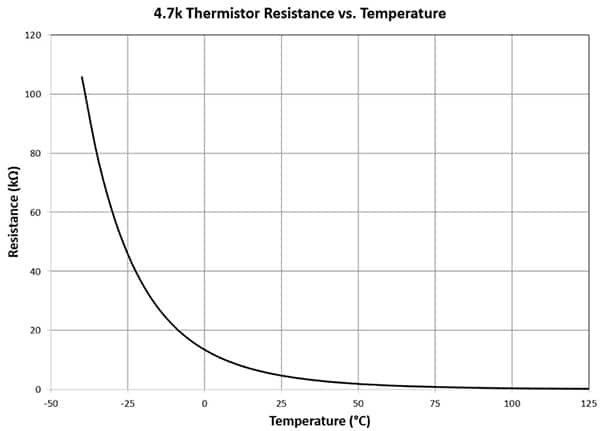 4.7k Thermistor Resistance vs. Temperature
120
100
80
60
40
20
0
Resistance (kΩ)
-50 -25 0 25 50 75 100 125
Temperature (°C)